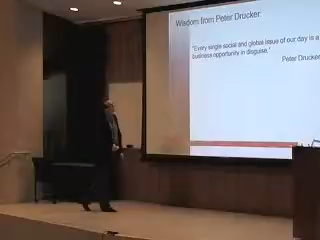 Wisdom from Peter Drucker:
"Every single social and global issue of our day is a
business opportunity in disguise."
Peter Drucker